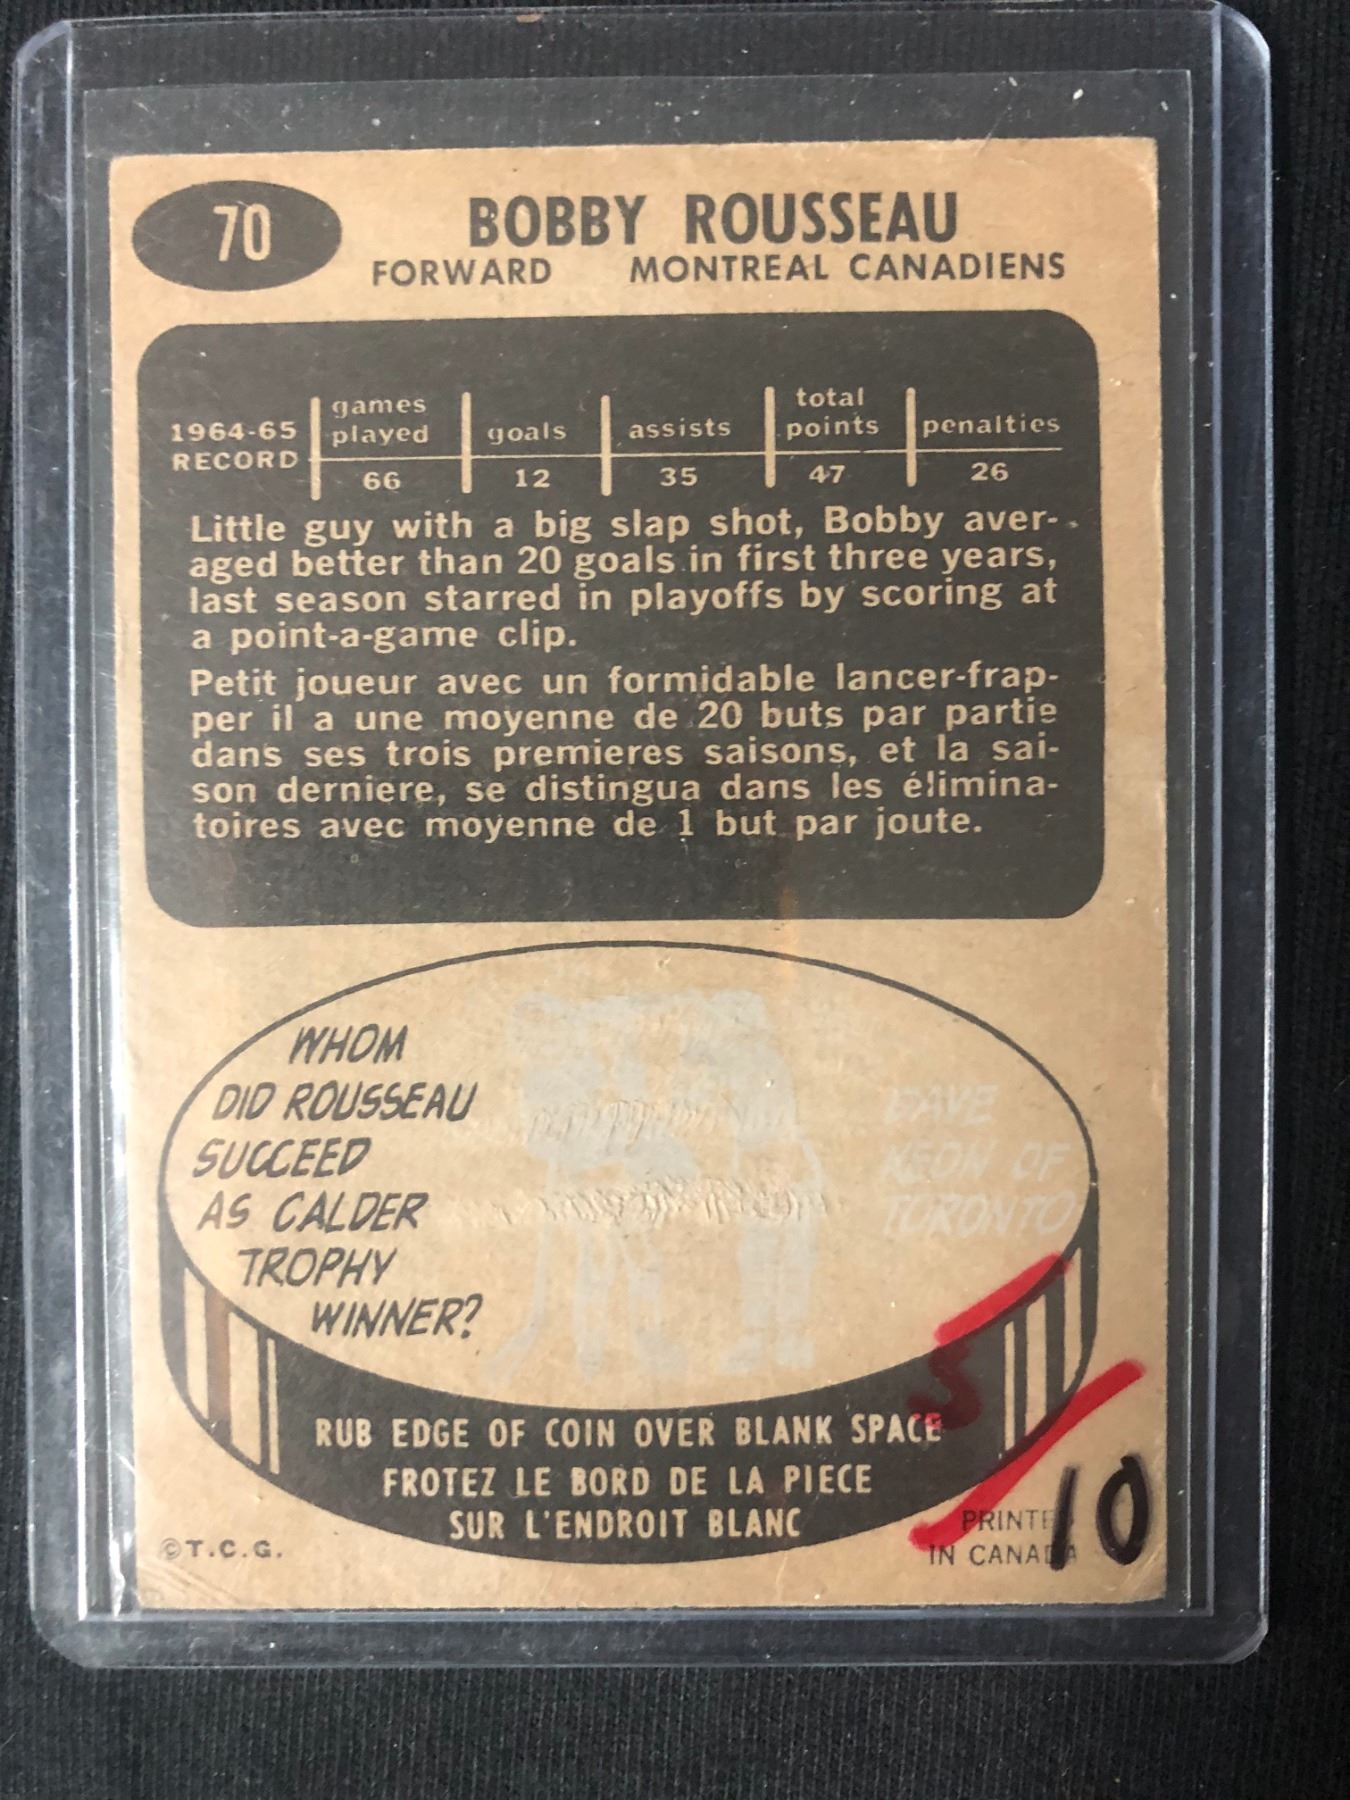 70
BOBBY ROUSSEAU
FORWARD MONTREAL CANADIENS
1964-65 RECORD games played goals assists total points penalties
66 12 35 47 26
Little guy with a big slap shot, Bobby aver-
aged better than 20 goals in first three years,
last season starred in playoffs by scoring at
a point-a-game clip.
Petit joueur avec un formidable lancer-frap-
per il a une moyenne de 20 buts par partie
dans ses trois premieres saisons, et la sai-
son derniere, se distingua dans les élimina-
toires avec moyenne de 1 but par joute.
WHOM
DID ROUSSEAU
SUCCEED
AS CALDER
TROPHY
WINNER?
DAVE
KEON OF
TORONTO
RUB EDGE OF COIN OVER BLANK SPACE
FROTEZ LE BORD DE LA PIECE
SUR L'ENDROIT BLANC
©T.C.G.
PRINTED
IN CANADA
5
10